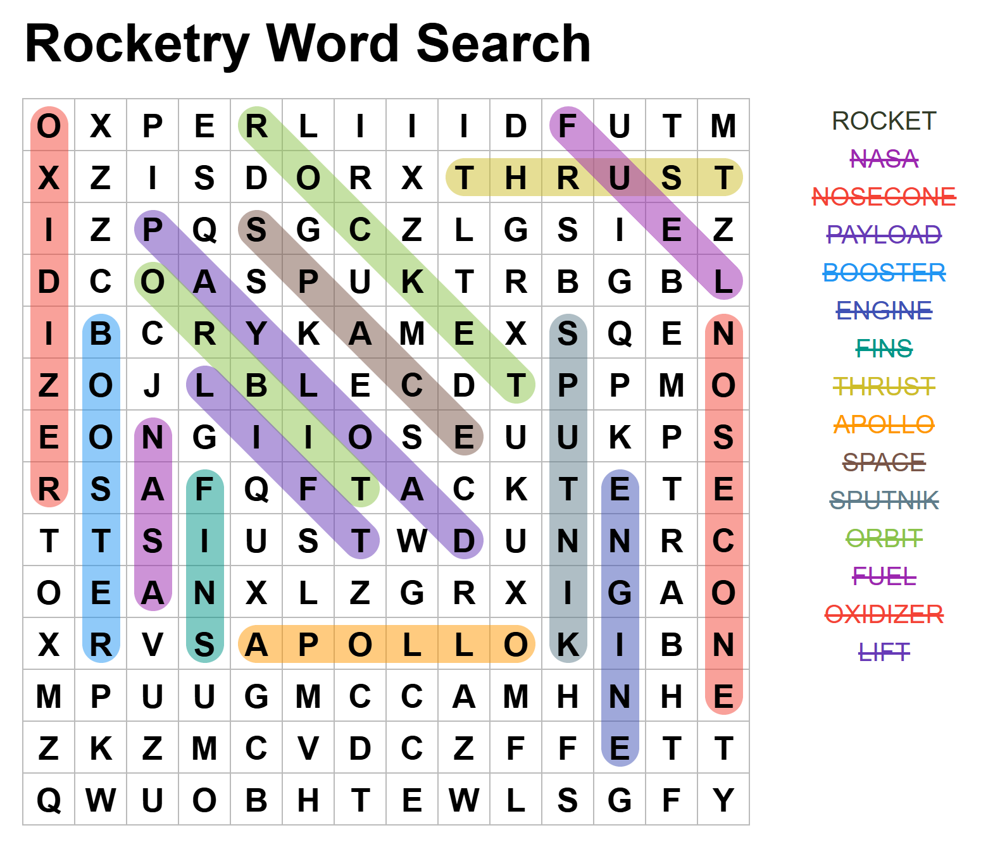 Rocketry Word Search
O X P E R L I I I D F U T M
X Z I S D O R X T H R U S T
I Z P Q S G C Z L G S I E Z
D C O A S P U K T R B G B L
I B C R Y K A M E X S Q E N
Z O J L B L E C D T P P M O
E O N G I I O S E U U K P S
R S A F Q F T A C K T E T E
T T S I U S T W D U N N R C
O E A N X L Z G R X I G A O
X R V S A P O L L O K I B N
M P U U G M C C A M H N H E
Z K Z M C V D C Z F F E T T
Q W U O B H T E W L S G F Y
ROCKET
NASA
NOSECONE
PAYLOAD
BOOSTER
ENGINE
FINS
THRUST
APOLLO
SPACE
SPUTNIK
ORBIT
FUEL
OXIDIZER
LIFT